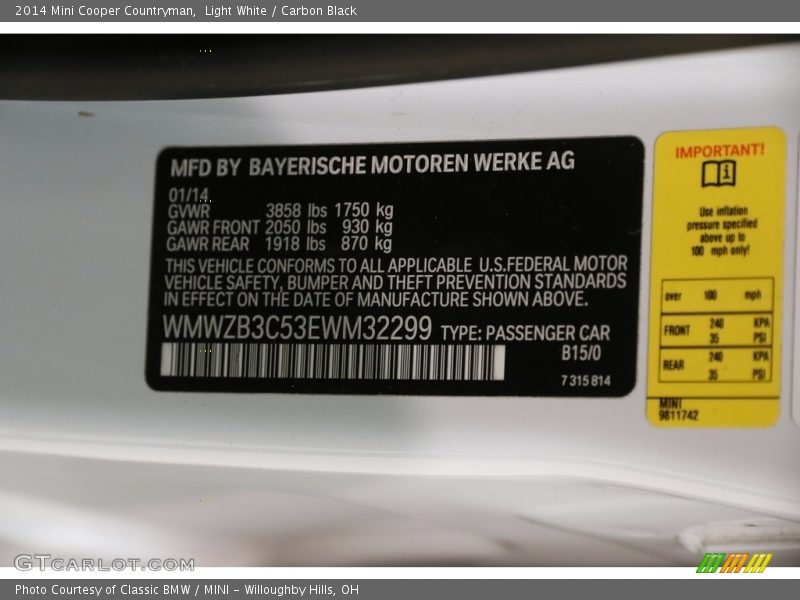 2014 Mini Cooper Countryman,  Light White / Carbon Black
MFD BY BAYERISCHE MOTOREN WERKE AG
01/14
GVWR 3858 lbs 1750 kg
GAWR FRONT 2050 lbs 930 kg
GAWR REAR 1918 lbs 870 kg
THIS VEHICLE CONFORMS TO ALL APPLICABLE U.S.FEDERAL MOTOR
VEHICLE SAFETY, BUMPER AND THEFT PREVENTION STANDARDS
IN EFFECT ON THE DATE OF MANUFACTURE SHOWN ABOVE.
WMWZB3C53EWM32299 TYPE: PASSENGER CAR
B15/0
7 315 814
IMPORTANT!
i
Use inflation
pressure specified
above up to
100 mph only!
over 100 mph
FRONT 240 KPA
35 PSI
REAR 240 KPA
35 PSI
MINI
9811742
GTCARLOT.COM
Photo Courtesy of Classic BMW / MINI - Willoughby Hills, OH